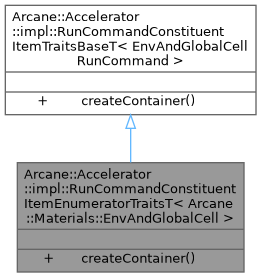 Arcane::Accelerator
::impl::RunCommandConstituent
ItemTraitsBaseT< EnvAndGlobalCell
RunCommand >
+ createContainer()
Arcane::Accelerator
::impl::RunCommandConstituent
ItemEnumeratorTraitsT< Arcane
::Materials::EnvAndGlobalCell >
+ createContainer()